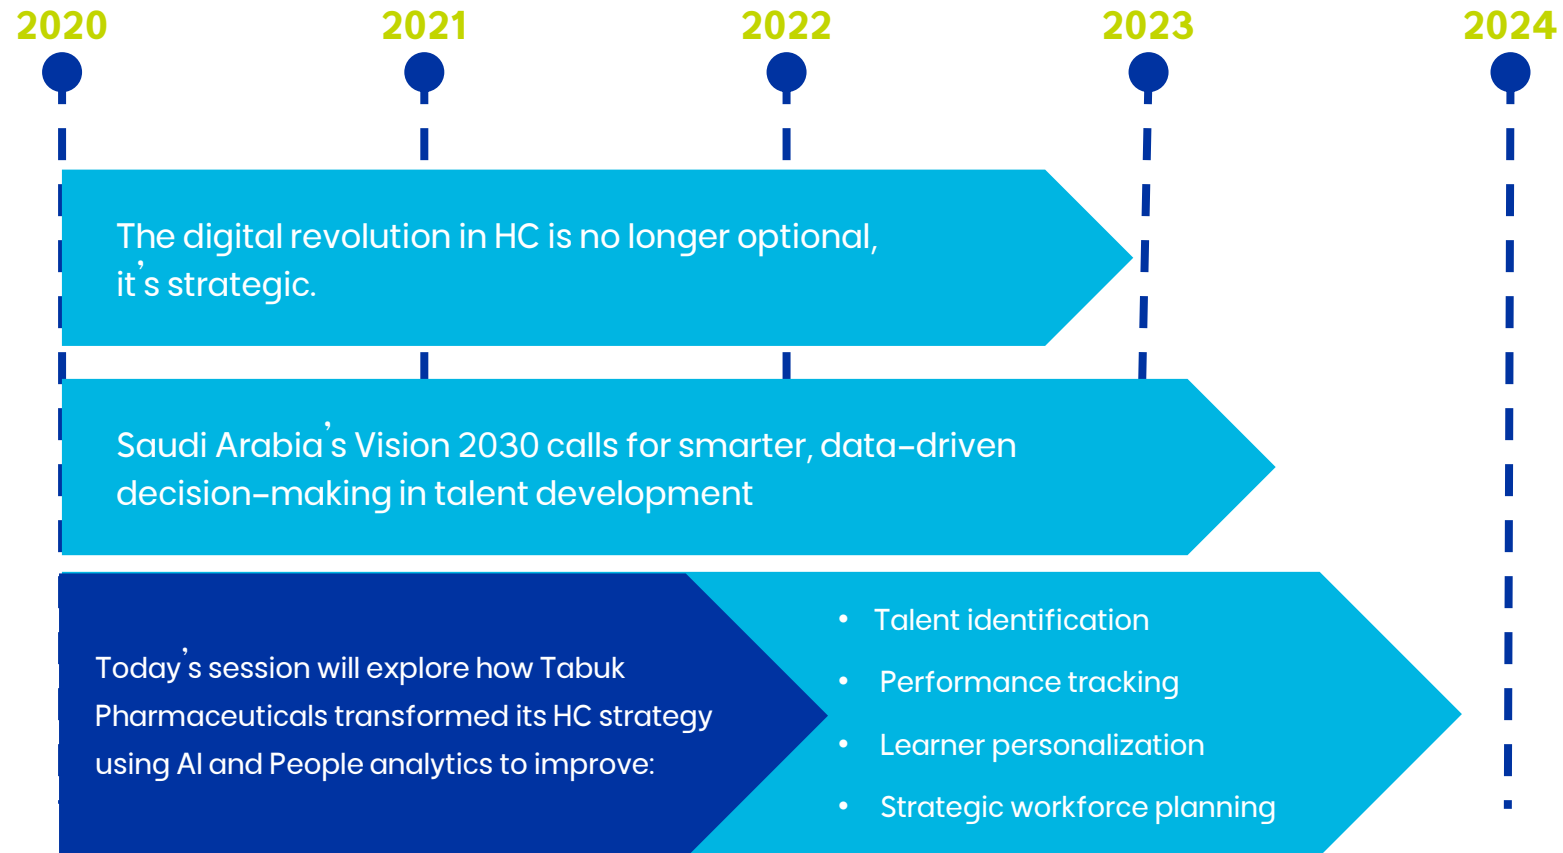 2020 2021 2022 2023 2024
The digital revolution in HC is no longer optional,
it’s strategic.
Saudi Arabia’s Vision 2030 calls for smarter, data-driven
decision-making in talent development
Today’s session will explore how Tabuk
Pharmaceuticals transformed its HC strategy
using AI and People analytics to improve:
• Talent identification
• Performance tracking
• Learner personalization
• Strategic workforce planning